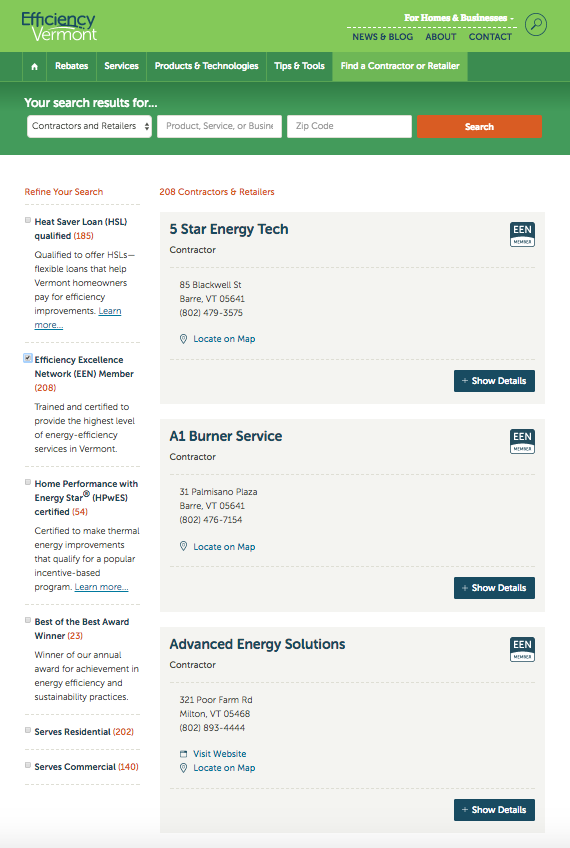 Efficiency
Vermont
For Homes & Businesses -
NEWS & BLOG ABOUT CONTACT
Rebates Services Products & Technologies Tips & Tools Find a Contractor or Retailer
Your search results for...
Contractors and Retailers Product, Service, or Busine Zip Code Search
Refine Your Search
Heat Saver Loan (HSL)
qualified (185)
Qualified to offer HSLs—
flexible loans that help
Vermont homeowners
pay for efficiency
improvements. Learn
more...
Efficiency Excellence
Network (EEN) Member
(208)
Trained and certified to
provide the highest level
of energy-efficiency
services in Vermont.
Home Performance with
Energy Star® (HPwES)
certified (54)
Certified to make thermal
energy improvements
that qualify for a popular
incentive-based
program. Learn more...
Best of the Best Award
Winner (23)
Winner of our annual
award for achievement in
energy efficiency and
sustainability practices.
Serves Residential (202)
Serves Commercial (140)
208 Contractors & Retailers
5 Star Energy Tech
EEN
MEMBER
Contractor
85 Blackwell St
Barre, VT 05641
(802) 479-3575
Locate on Map
+ Show Details
A1 Burner Service
EEN
MEMBER
Contractor
31 Palmisano Plaza
Barre, VT 05641
(802) 476-7154
Locate on Map
+ Show Details
Advanced Energy Solutions
EEN
MEMBER
Contractor
321 Poor Farm Rd
Milton, VT 05468
(802) 893-4444
Visit Website
Locate on Map
+ Show Details